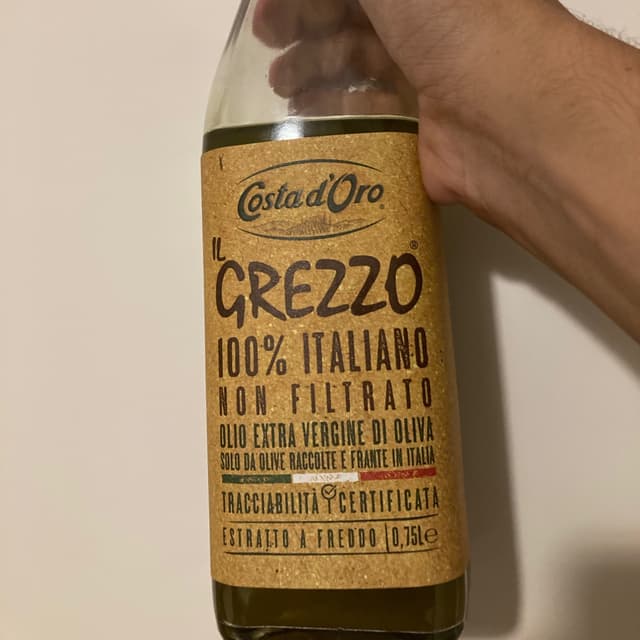 Costa d'Oro®
IL
GREZZO®
100% ITALIANO
NON FILTRATO
OLIO EXTRA VERGINE DI OLIVA
SOLO DA OLIVE RACCOLTE E FRANTE IN ITALIA
TRACCIABILITÀ CERTIFICATA
ESTRATTO A FREDDO | 0,75L℮